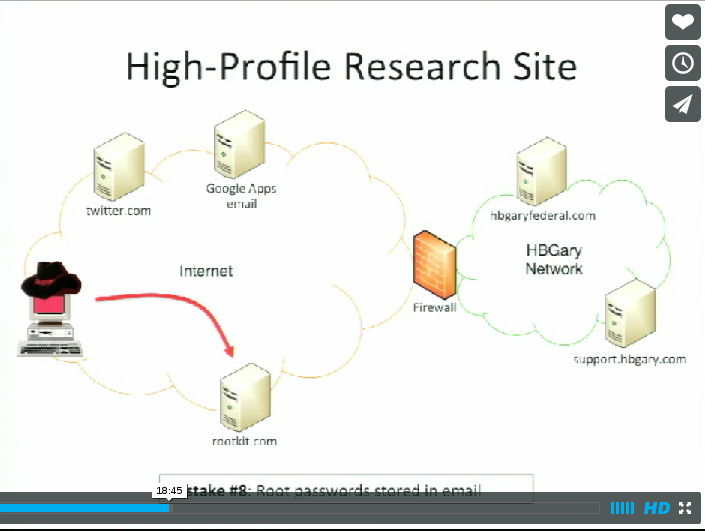 High-Profile Research Site
twitter.com
Google Apps
email
hbgaryfederal.com
Internet
HBGary
Network
Firewall
support.hbgary.com
rootkit.com
stake #8: Root passwords stored in email
18:45
HD